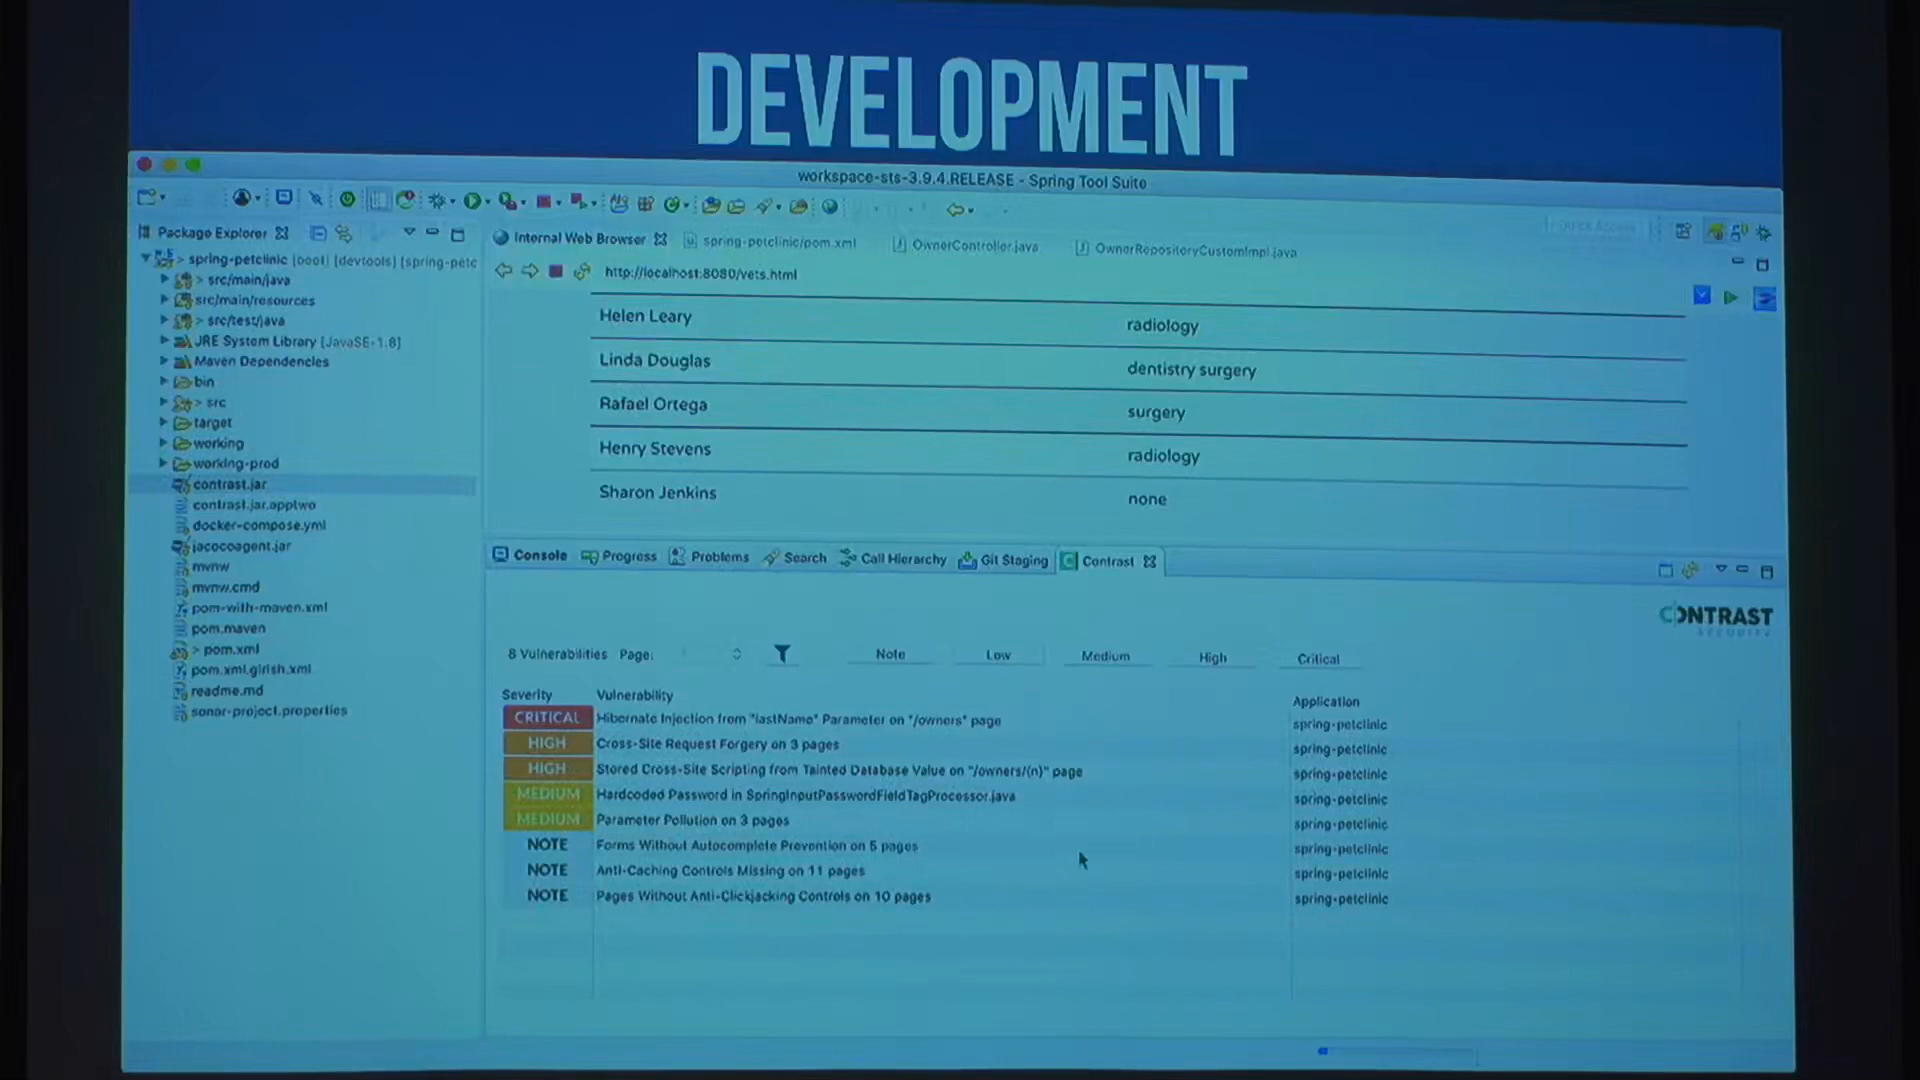 DEVELOPMENT
workspace-sts-3.9.4.RELEASE - Spring Tool Suite
Package Explorer
> spring-petclinic [boot] [devtools] [spring-petc
> src/main/java
src/main/resources
> src/test/java
JRE System Library [JavaSE-1.8]
Maven Dependencies
bin
> src
target
working
working-prod
contrast.jar
contrast.jar.apptwo
docker-compose.yml
jacocoagent.jar
mvnw
mvnw.cmd
pom-with-maven.xml
pom.maven
> pom.xml
pom.xml.girish.xml
readme.md
sonar-project.properties
Internal Web Browser spring-petclinic/pom.xml OwnerController.java OwnerRepositoryCustomImpl.java
http://localhost:8080/vets.html
Helen Leary radiology
Linda Douglas dentistry surgery
Rafael Ortega surgery
Henry Stevens radiology
Sharon Jenkins none
Console Progress Problems Search Call Hierarchy Git Staging Contrast
CONTRAST
SECURITY
8 Vulnerabilities Page: Note Low Medium High Critical
Severity Vulnerability Application
CRITICAL Hibernate Injection from "lastName" Parameter on "/owners" page spring-petclinic
HIGH Cross-Site Request Forgery on 3 pages spring-petclinic
HIGH Stored Cross-Site Scripting from Tainted Database Value on "/owners/{n}" page spring-petclinic
MEDIUM Hardcoded Password in SpringInputPasswordFieldTagProcessor.java spring-petclinic
MEDIUM Parameter Pollution on 3 pages spring-petclinic
NOTE Forms Without Autocomplete Prevention on 5 pages spring-petclinic
NOTE Anti-Caching Controls Missing on 11 pages spring-petclinic
NOTE Pages Without Anti-Clickjacking Controls on 10 pages spring-petclinic